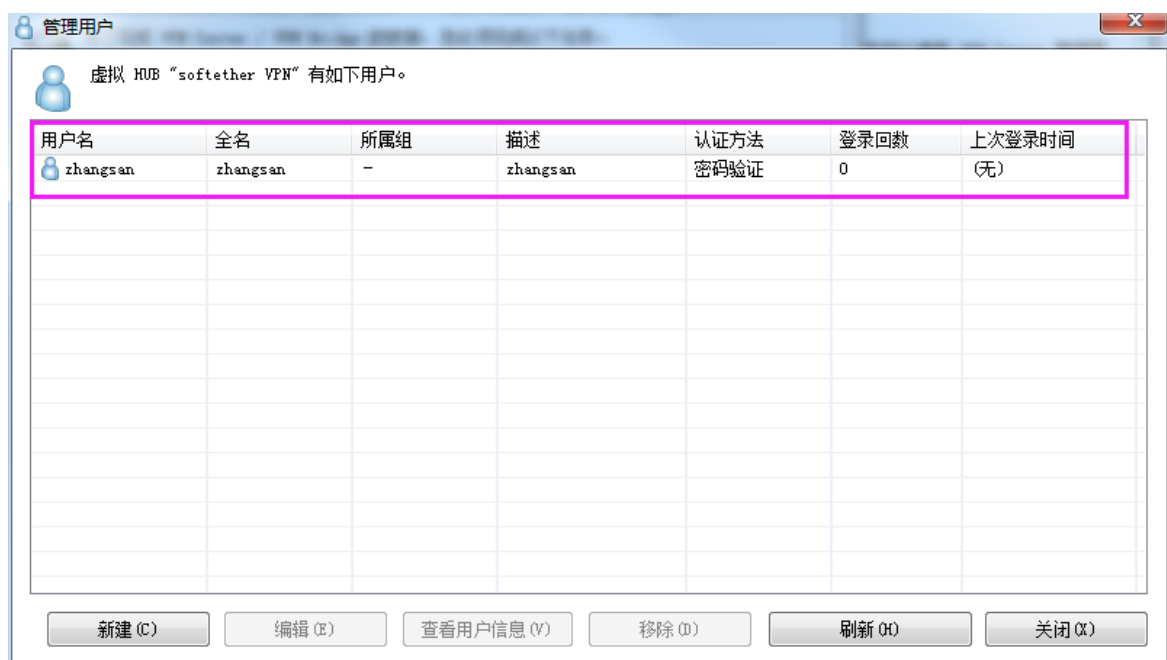 管理用户
虚拟 HUB “softether VPN” 有如下用户。
用户名 全名 所属组 描述 认证方法 登录回数 上次登录时间
zhangsan zhangsan - zhangsan 密码验证 0 (无)
新建(C) 编辑(E) 查看用户信息(V) 移除(D) 刷新(H) 关闭(X)